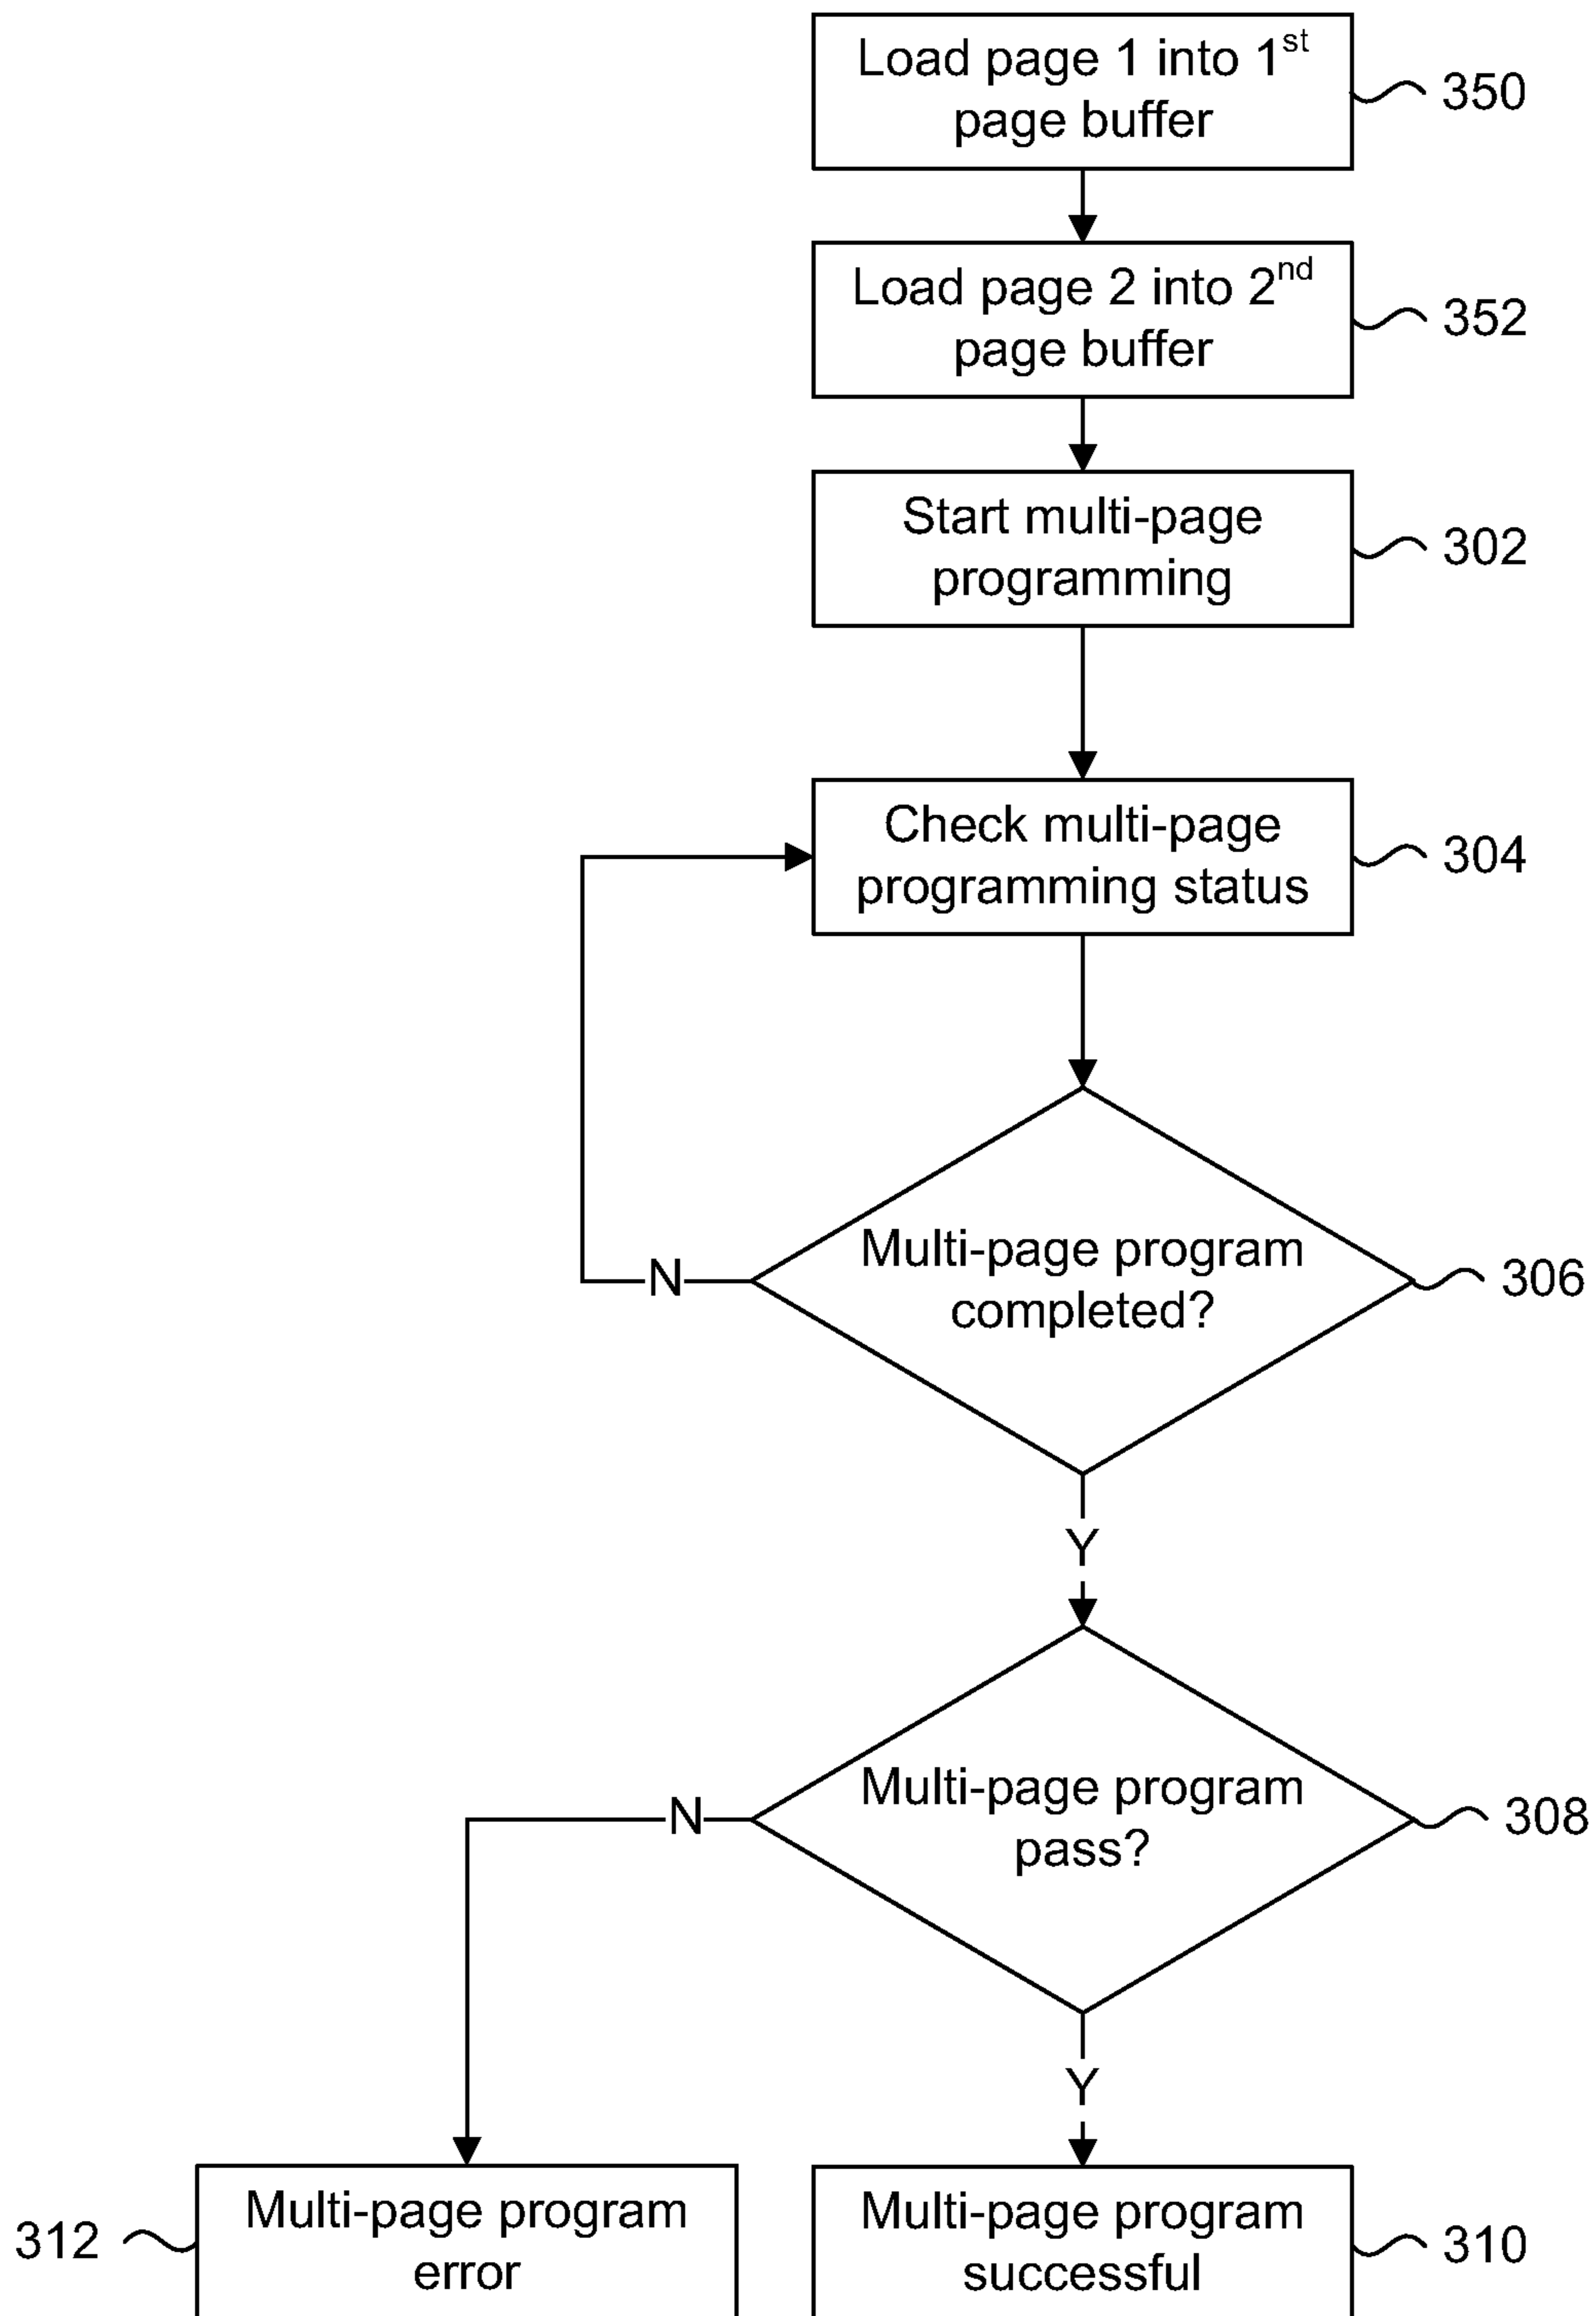 Load page 1 into 1st
page buffer
350
Load page 2 into 2nd
page buffer
352
Start multi-page
programming
302
Check multi-page
programming status
304
Multi-page program
completed?
306
N
Y
Multi-page program
pass?
308
N
Y
312
Multi-page program
error
Multi-page program
successful
310